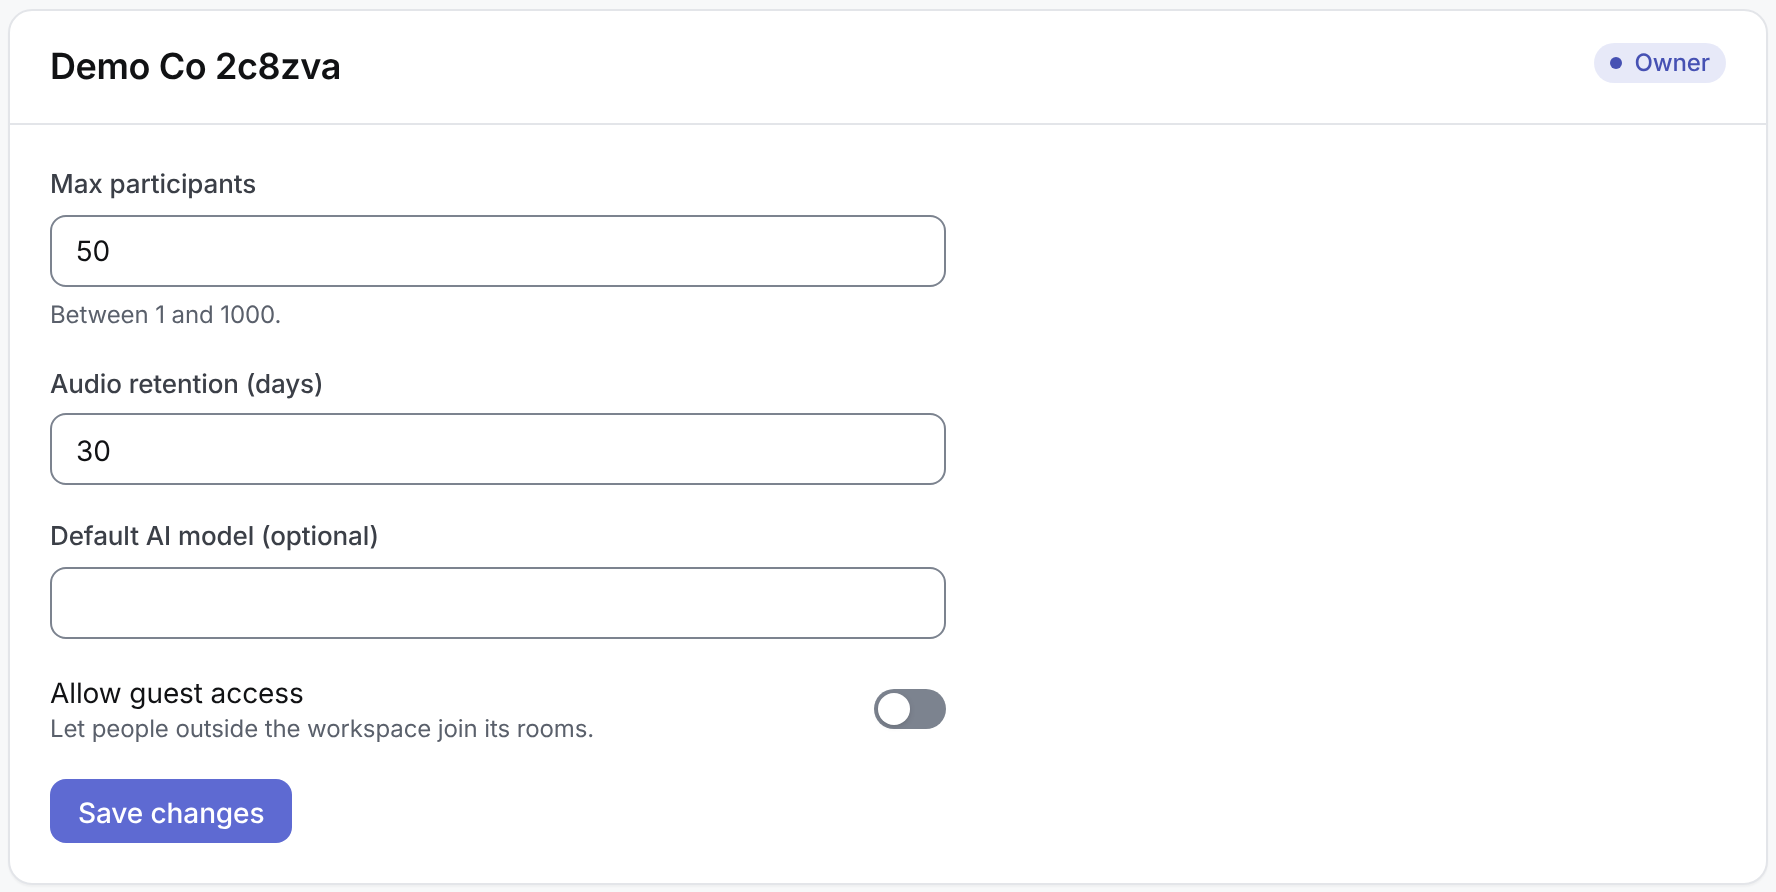 Demo Co 2c8zva
Owner
Max participants
50
Between 1 and 1000.
Audio retention (days)
30
Default AI model (optional)
Allow guest access
Let people outside the workspace join its rooms.
Save changes